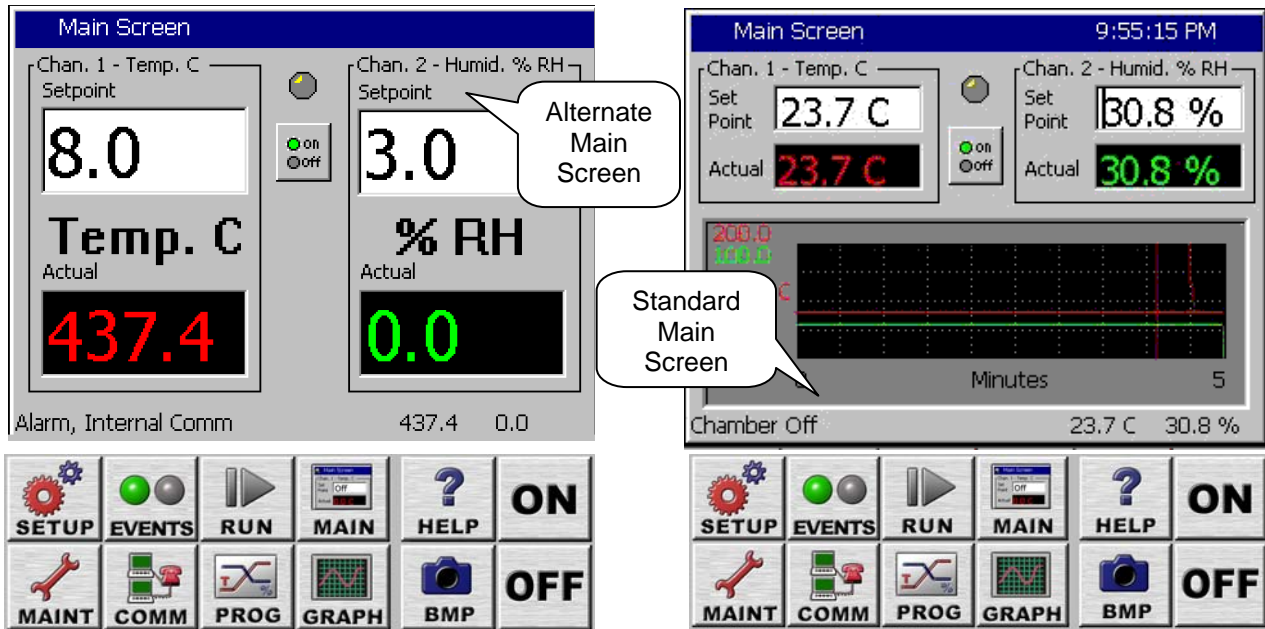 Main Screen
Chan. 1 - Temp. C
Setpoint
8.0
Temp. C
Actual
437.4
on
off
Chan. 2 - Humid. % RH
Setpoint
3.0
% RH
Actual
0.0
Alternate
Main
Screen
Alarm, Internal Comm 437.4 0.0
SETUP EVENTS RUN MAIN HELP ON
MAINT COMM PROG GRAPH BMP OFF
Main Screen 9:55:15 PM
Chan. 1 - Temp. C
Set
Point
23.7 C
Actual 23.7 C
on
off
Chan. 2 - Humid. % RH
Set
Point
30.8 %
Actual 30.8 %
200.0
100.0
C
Standard
Main
Screen
Minutes 5
Chamber Off 23.7 C 30.8 %
SETUP EVENTS RUN MAIN HELP ON
MAINT COMM PROG GRAPH BMP OFF